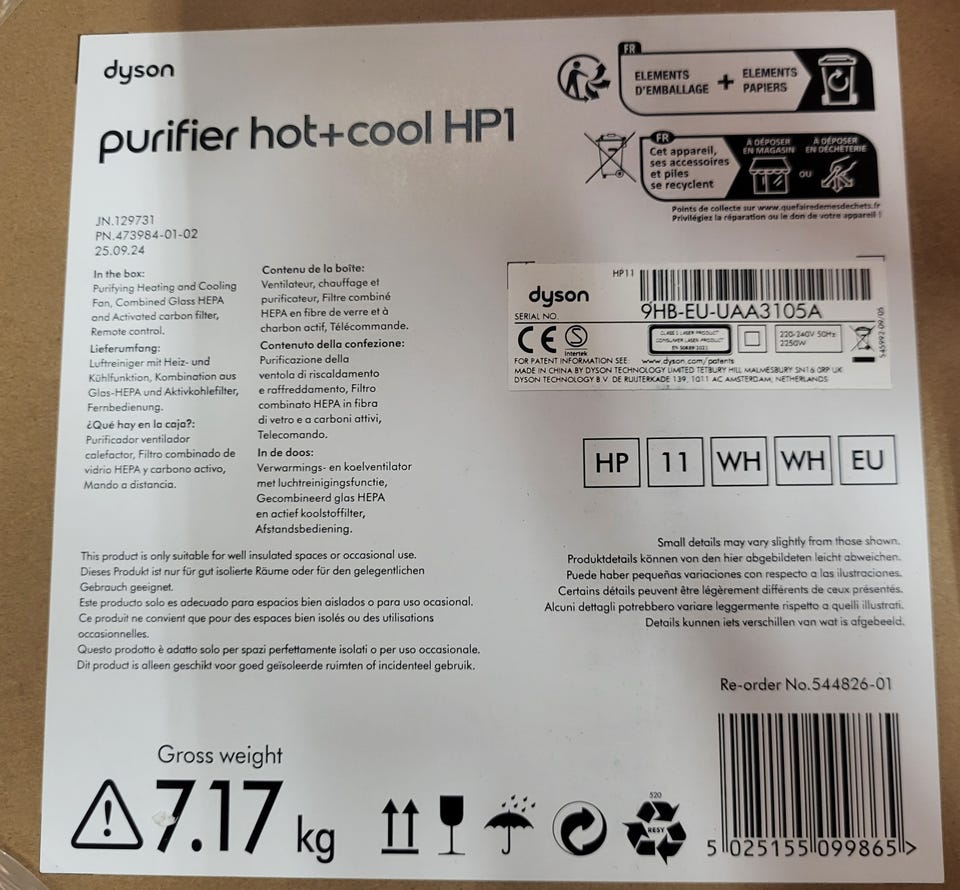 dyson
purifier hot+cool HP1
FR
ELEMENTS
D'EMBALLAGE
+
ELEMENTS
PAPIERS
FR
Cet appareil,
ses accessoires
et piles
se recyclent
À DÉPOSER
EN MAGASIN
OU
À DÉPOSER
EN DÉCHÈTERIE
Points de collecte sur www.quefairedemesdechets.fr
Privilégiez la réparation ou le don de votre appareil !
JN.129731
PN.473984-01-02
25.09.24
In the box:
Purifying Heating and Cooling
Fan, Combined Glass HEPA
and Activated carbon filter,
Remote control.
Lieferumfang:
Luftreiniger mit Heiz- und
Kühlfunktion, Kombination aus
Glas-HEPA und Aktivkohlefilter,
Fernbedienung.
¿Qué hay en la caja?:
Purificador ventilador
calefactor, Filtro combinado de
vidrio HEPA y carbono activo,
Mando a distancia.
Contenu de la boîte:
Ventilateur, chauffage et
purificateur, Filtre combiné
HEPA en fibre de verre et à
charbon actif, Télécommande.
Contenuto della confezione:
Purificazione della
ventola di riscaldamento
e raffreddamento, Filtro
combinato HEPA in fibra
di vetro e a carboni attivi,
Telecomando.
In de doos:
Verwarmings- en koelventilator
met luchtreinigingsfunctie,
Gecombineerd glas HEPA
en actief koolstoffilter,
Afstandsbediening.
HP11
dyson
SERIAL NO.
9HB-EU-UAA3105A
CE
S
Intertek
CLASS 1 LASER PRODUCT
CONSUMER LASER PRODUCT
EN 50689:2021
220-240V 50Hz
2250W
545992-09/05
FOR PATENT INFORMATION SEE: www.dyson.com/patents
MADE IN CHINA BY DYSON TECHNOLOGY LIMITED TETBURY HILL MALMESBURY SN16 0RP UK
DYSON TECHNOLOGY B.V. DE RUIJTERKADE 139, 1011 AC AMSTERDAM, NETHERLANDS
HP 11 WH WH EU
This product is only suitable for well insulated spaces or occasional use.
Dieses Produkt ist nur für gut isolierte Räume oder für den gelegentlichen
Gebrauch geeignet.
Este producto solo es adecuado para espacios bien aislados o para uso ocasional.
Ce produit ne convient que pour des espaces bien isolés ou des utilisations
occasionnelles.
Questo prodotto è adatto solo per spazi perfettamente isolati o per uso occasionale.
Dit product is alleen geschikt voor goed geïsoleerde ruimten of incidenteel gebruik.
Small details may vary slightly from those shown.
Produktdetails können von den hier abgebildeten leicht abweichen.
Puede haber pequeñas variaciones con respecto a las ilustraciones.
Certains détails peuvent être légèrement différents de ceux présentés.
Alcuni dettagli potrebbero variare leggermente rispetto a quelli illustrati.
Details kunnen iets verschillen van wat is afgebeeld.
Re-order No.544826-01
Gross weight
7.17 kg
520
RESY
5 025155 099865 >